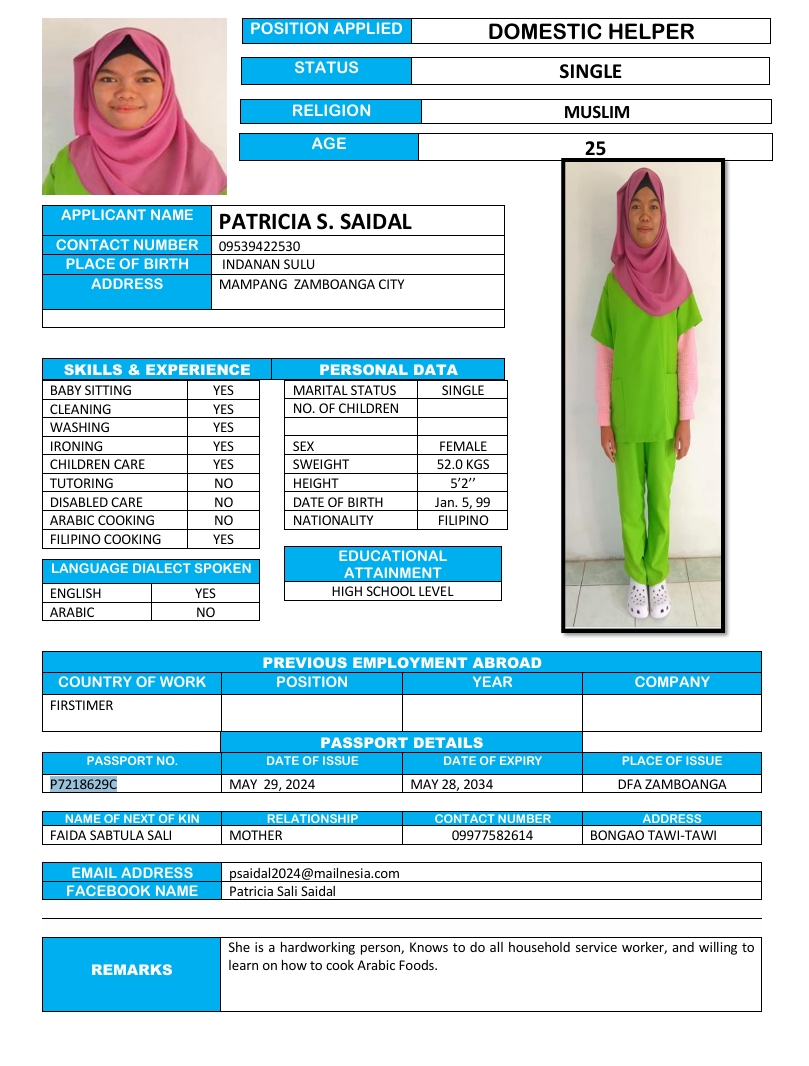 POSITION APPLIED DOMESTIC HELPER
STATUS SINGLE
RELIGION MUSLIM
AGE 25
APPLICANT NAME PATRICIA S. SAIDAL
CONTACT NUMBER 09539422530
PLACE OF BIRTH INDANAN SULU
ADDRESS MAMPANG ZAMBOANGA CITY
SKILLS & EXPERIENCE
BABY SITTING YES
CLEANING YES
WASHING YES
IRONING YES
CHILDREN CARE YES
TUTORING NO
DISABLED CARE NO
ARABIC COOKING NO
FILIPINO COOKING YES
LANGUAGE DIALECT SPOKEN
ENGLISH YES
ARABIC NO
PERSONAL DATA
MARITAL STATUS SINGLE
NO. OF CHILDREN
SEX FEMALE
SWEIGHT 52.0 KGS
HEIGHT 5’2’’
DATE OF BIRTH Jan. 5, 99
NATIONALITY FILIPINO
EDUCATIONAL
ATTAINMENT
HIGH SCHOOL LEVEL
PREVIOUS EMPLOYMENT ABROAD
COUNTRY OF WORK POSITION YEAR COMPANY
FIRSTIMER
PASSPORT DETAILS
PASSPORT NO. DATE OF ISSUE DATE OF EXPIRY PLACE OF ISSUE
P7218629C MAY 29, 2024 MAY 28, 2034 DFA ZAMBOANGA
NAME OF NEXT OF KIN RELATIONSHIP CONTACT NUMBER ADDRESS
FAIDA SABTULA SALI MOTHER 09977582614 BONGAO TAWI-TAWI
EMAIL ADDRESS psaidal2024@mailnesia.com
FACEBOOK NAME Patricia Sali Saidal
REMARKS
She is a hardworking person, Knows to do all household service worker, and willing to
learn on how to cook Arabic Foods.